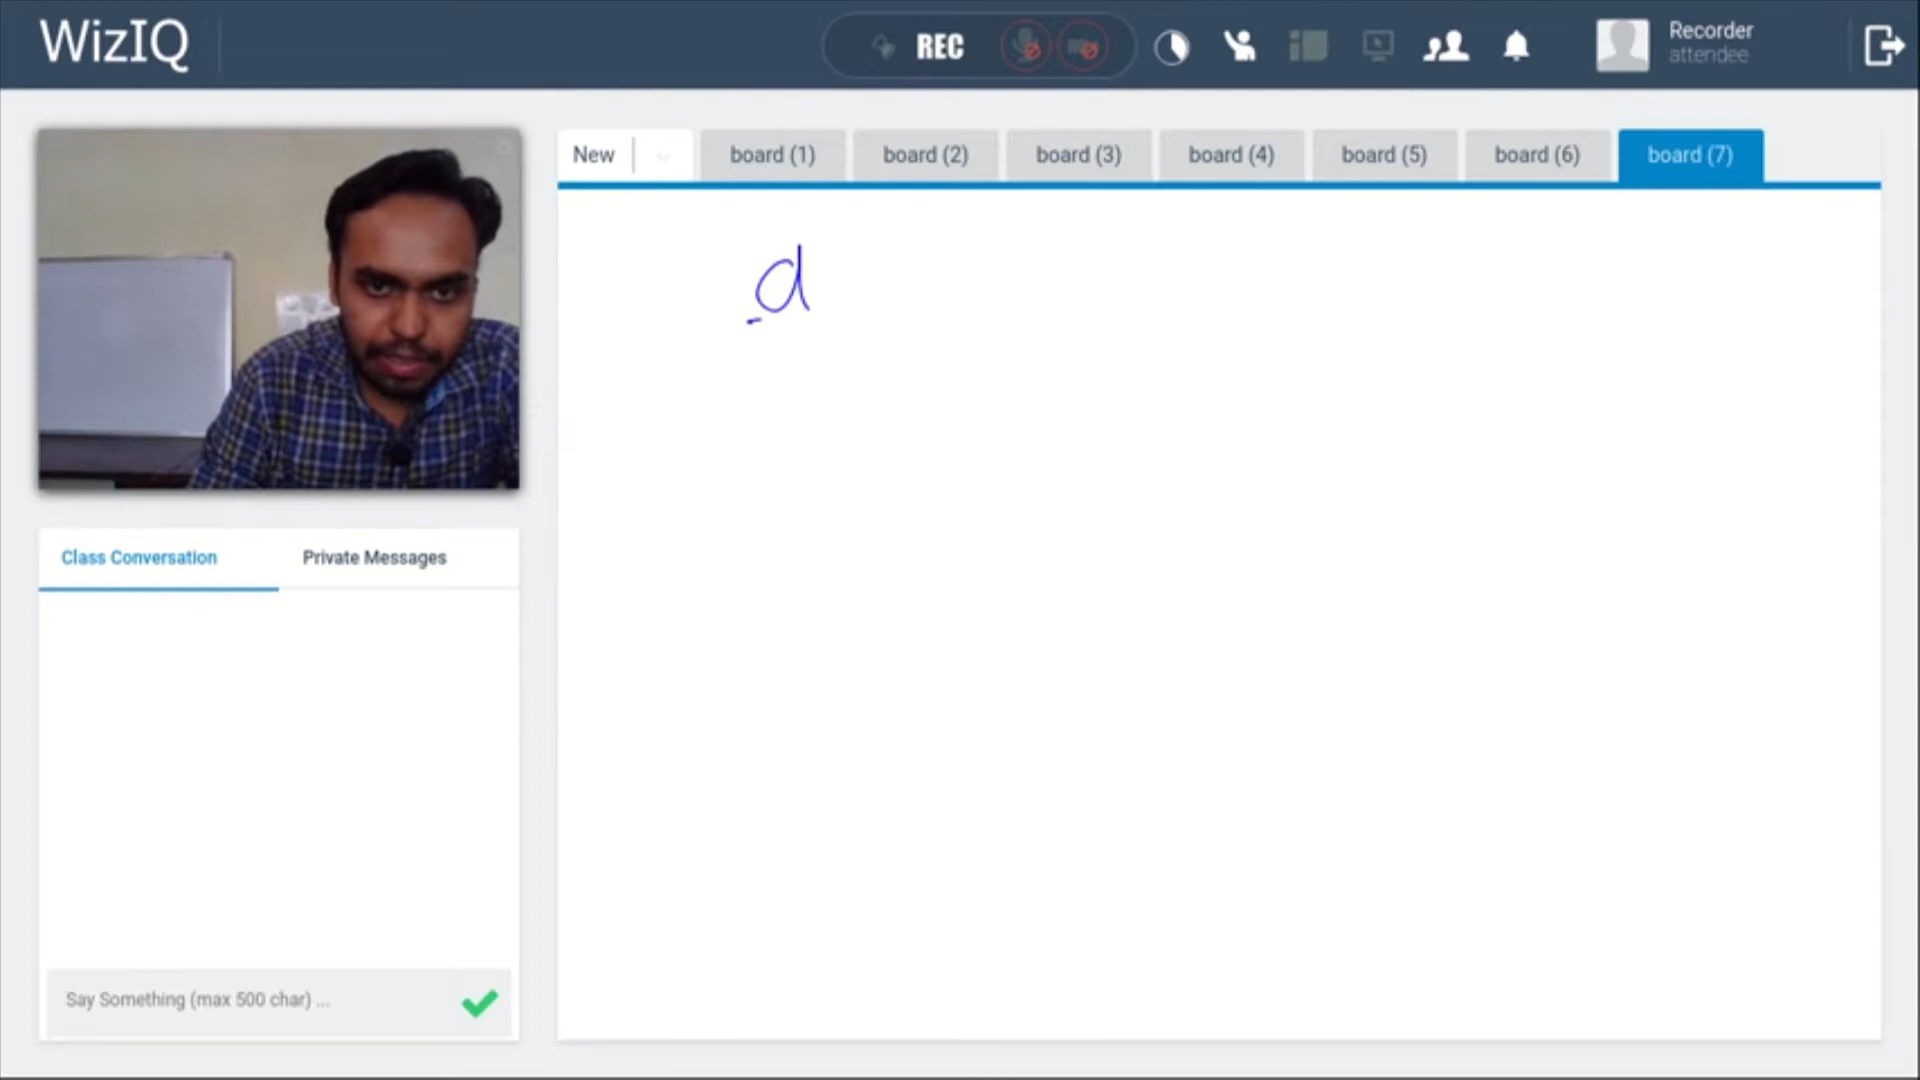 WizIQ
REC
Recorder
attendee
New
board (1)
board (2)
board (3)
board (4)
board (5)
board (6)
board (7)
d
Class Conversation
Private Messages
Say Something (max 500 char) ...